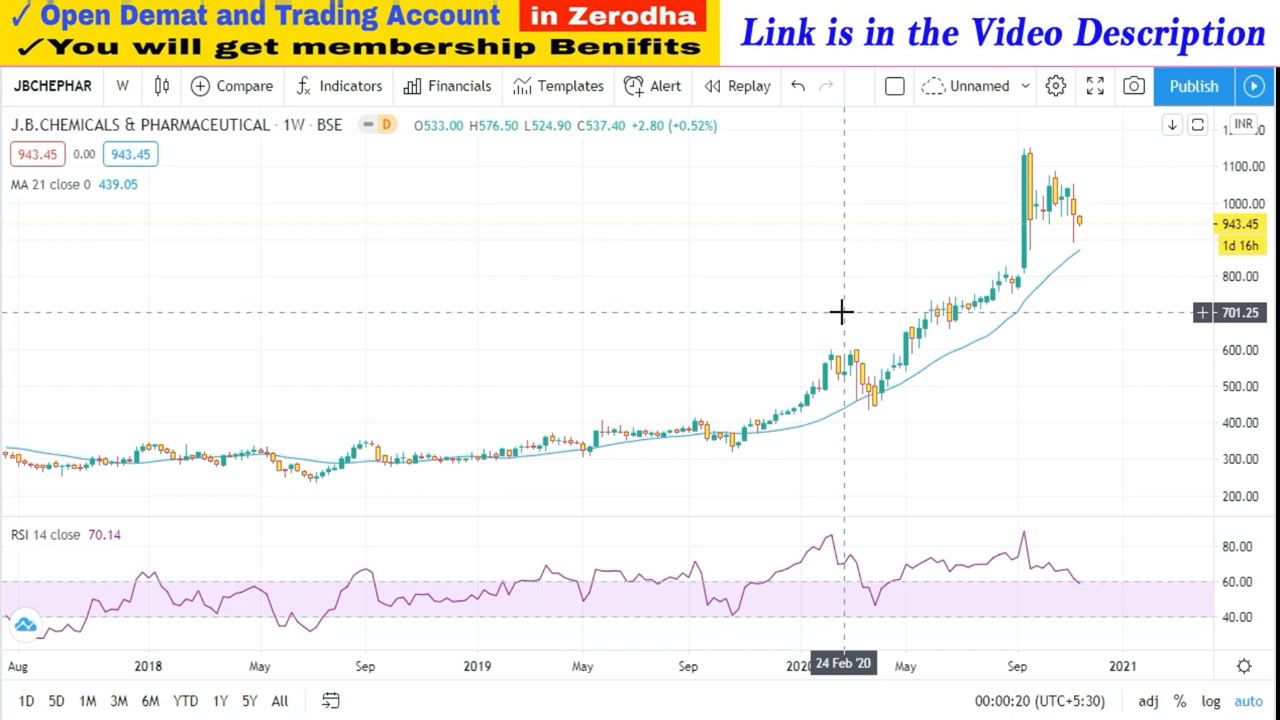 ✓ Open Demat and Trading Account in Zerodha
✓You will get membership Benifits
Link is in the Video Description
JBCHEPHAR W Compare Indicators Financials Templates Alert Replay Unnamed Publish
J.B.CHEMICALS & PHARMACEUTICAL · 1W · BSE D O533.00 H576.50 L524.90 C537.40 +2.80 (+0.52%) INR
943.45 0.00 943.45
MA 21 close 0 439.05
1100.00
1000.00
943.45
1d 16h
800.00
701.25
600.00
500.00
400.00
300.00
200.00
RSI 14 close 70.14
80.00
60.00
40.00
Aug 2018 May Sep 2019 May Sep 2020 24 Feb '20 May Sep 2021
1D 5D 1M 3M 6M YTD 1Y 5Y All 00:00:20 (UTC+5:30) adj % log auto